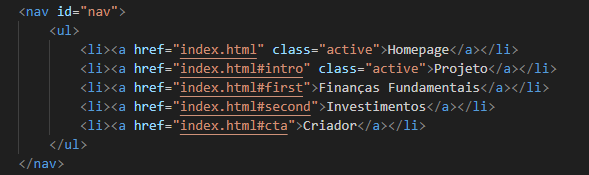 <nav id="nav">
<ul>
<li><a href="index.html" class="active">Homepage</a></li>
<li><a href="index.html#intro" class="active">Projeto</a></li>
<li><a href="index.html#first">Finanças Fundamentais</a></li>
<li><a href="index.html#second">Investimentos</a></li>
<li><a href="index.html#cta">Criador</a></li>
</ul>
</nav>